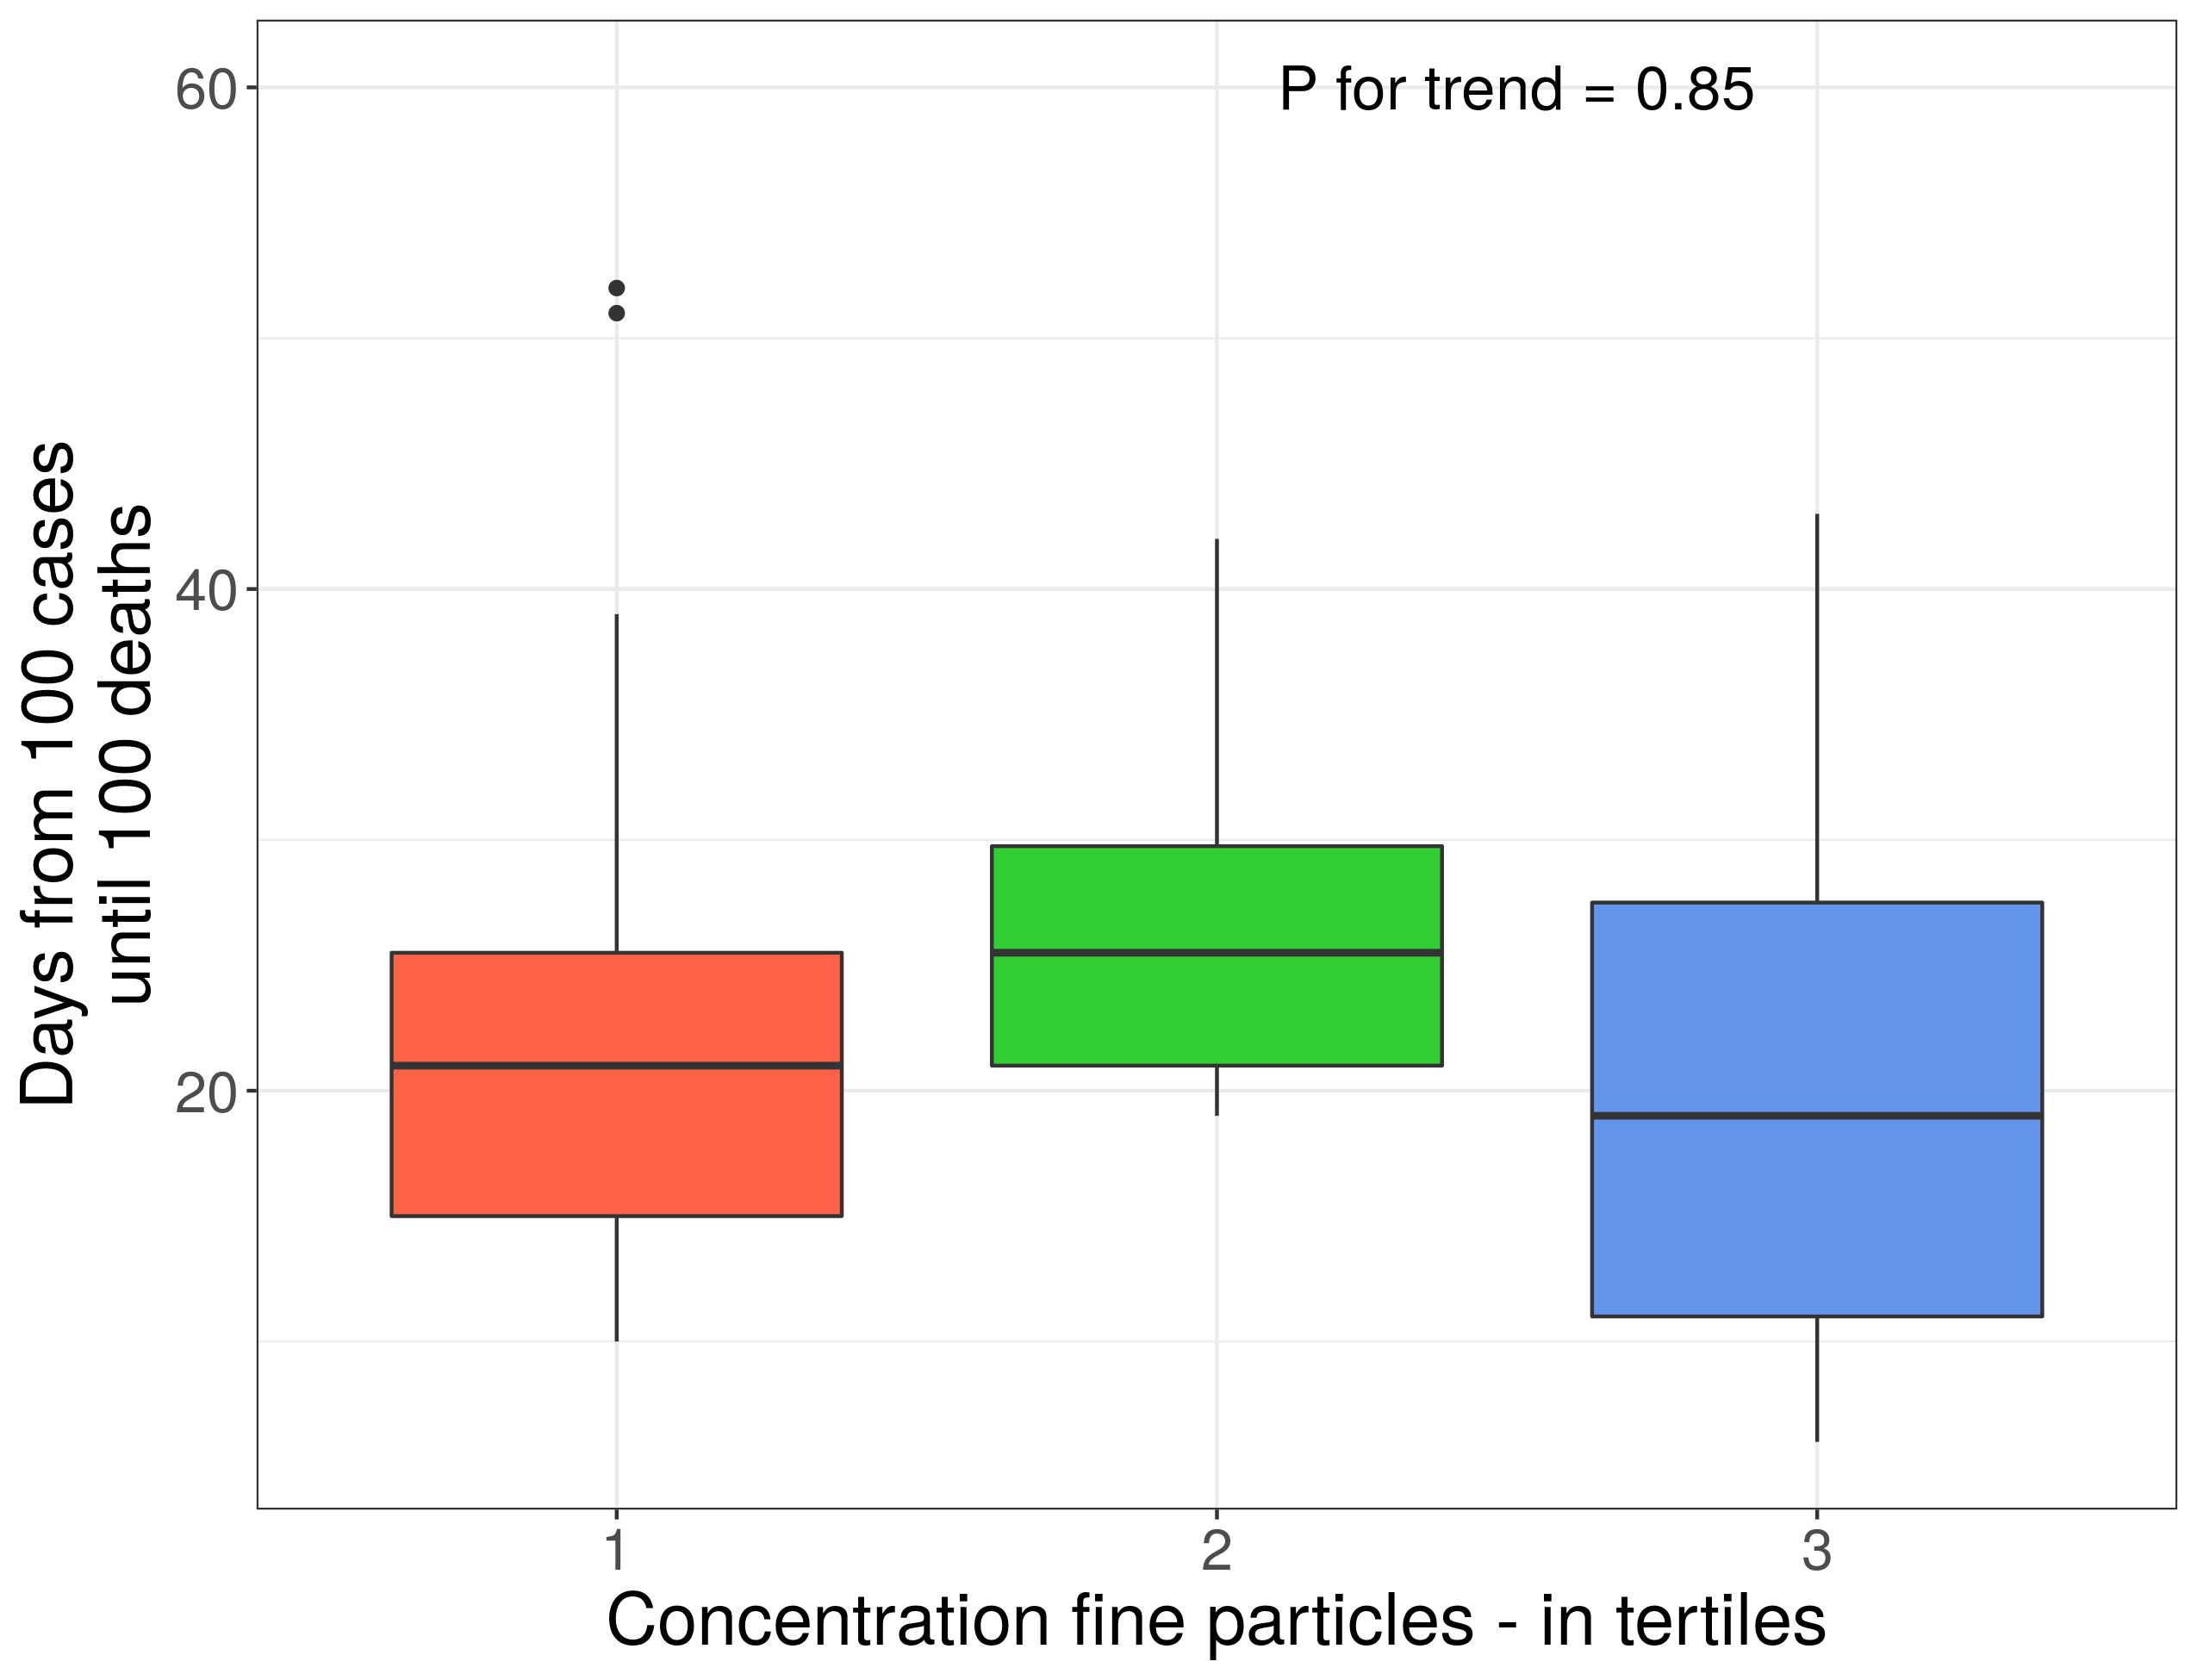 P for trend = 0.85
60
40
20
Days from 100 cases
until 100 deaths
1
2
3
Concentration fine particles - in tertiles